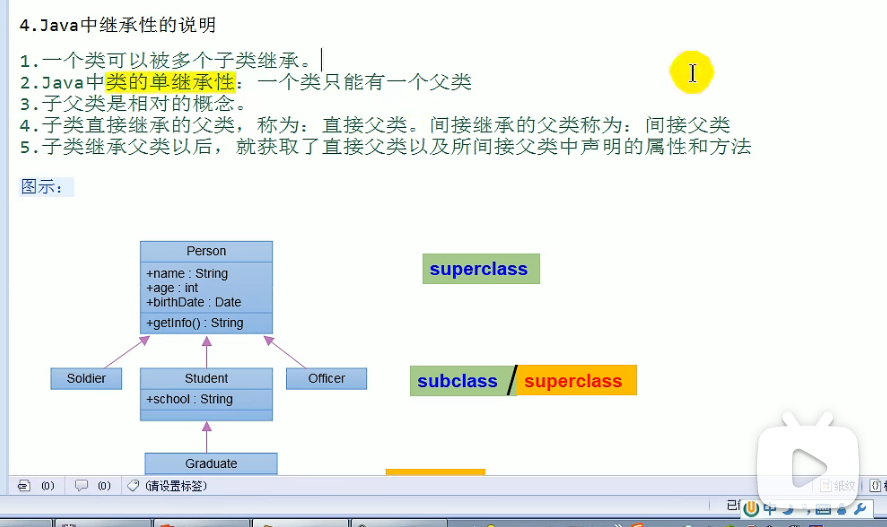 4.Java中继承性的说明
1.一个类可以被多个子类继承。
2.Java中类的单继承性：一个类只能有一个父类
3.子父类是相对的概念。
4.子类直接继承的父类，称为：直接父类。间接继承的父类称为：间接父类
5.子类继承父类以后，就获取了直接父类以及所间接父类中声明的属性和方法
图示：
Person
+name : String
+age : int
+birthDate : Date
+getInfo() : String
superclass
Soldier
Student
+school : String
Officer
subclass / superclass
Graduate
(0) (0) (请设置标签)
纸纹
中